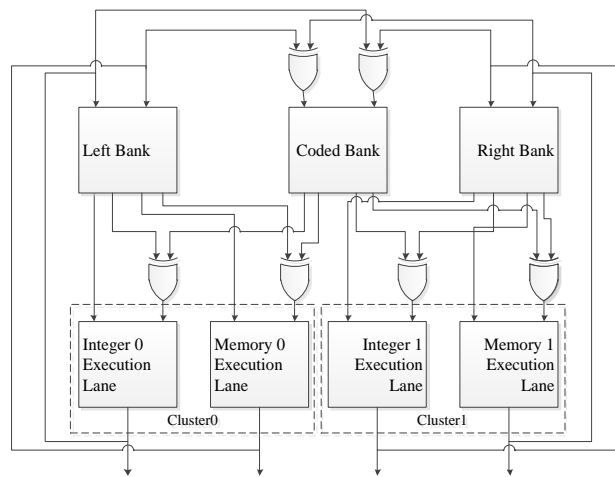 Left Bank
Coded Bank
Right Bank
Integer 0
Execution
Lane
Memory 0
Execution
Lane
Integer 1
Execution
Lane
Memory 1
Execution
Lane
Cluster0
Cluster1